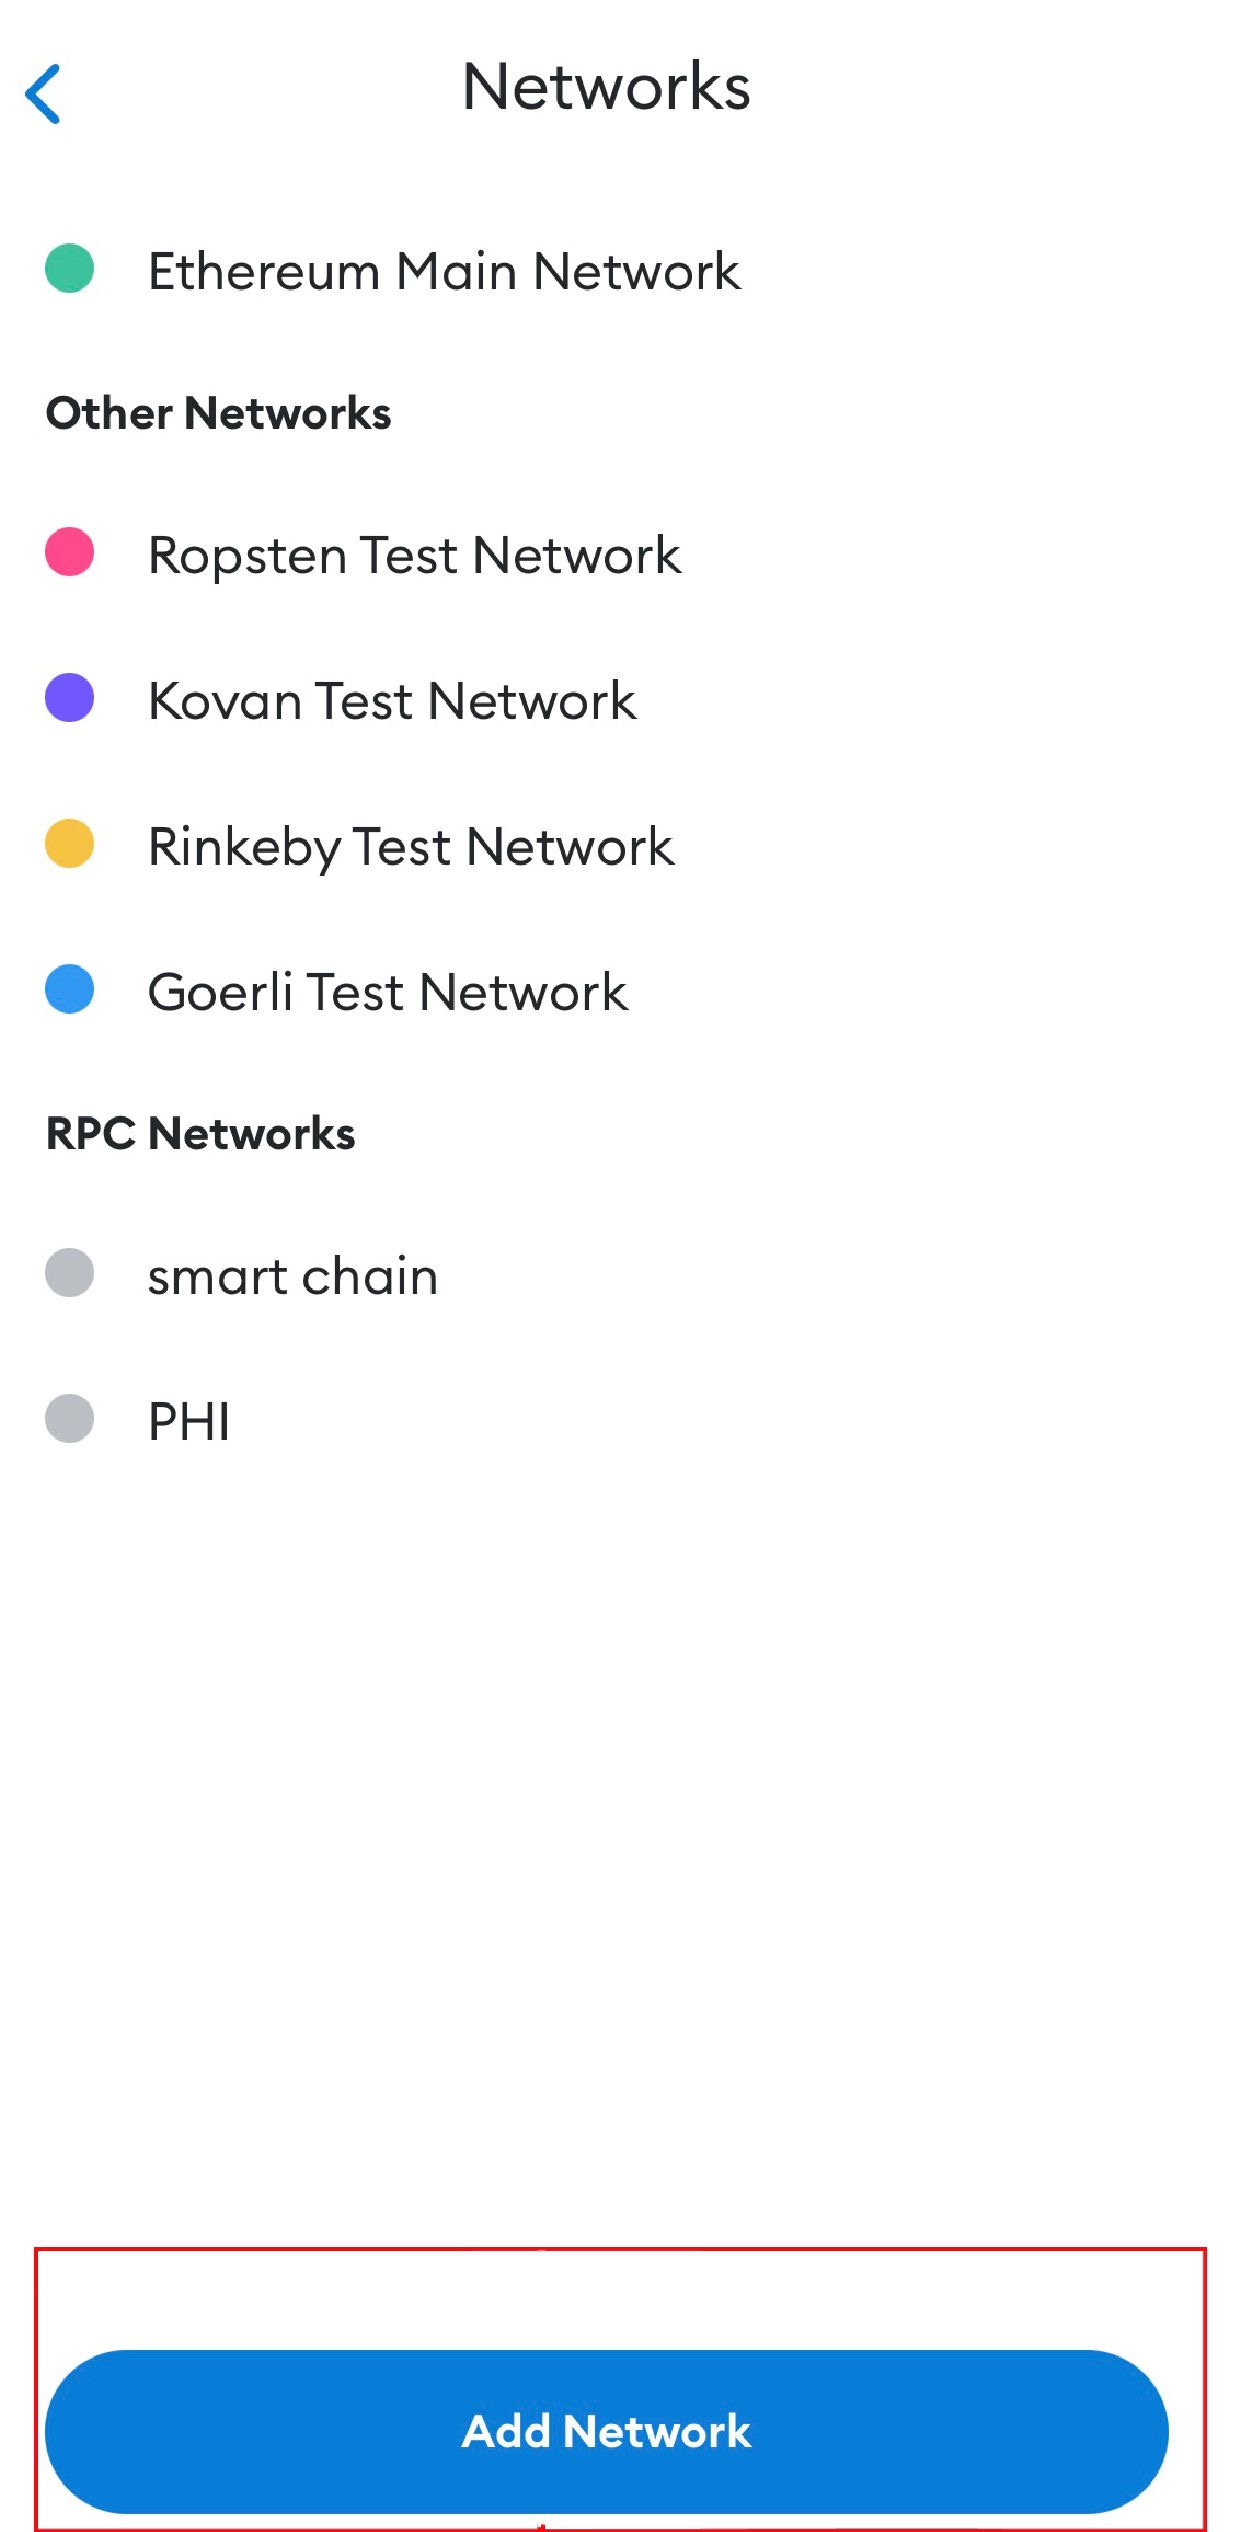 Networks
Ethereum Main Network
Other Networks
Ropsten Test Network
Kovan Test Network
Rinkeby Test Network
Goerli Test Network
RPC Networks
smart chain
PHI
Add Network